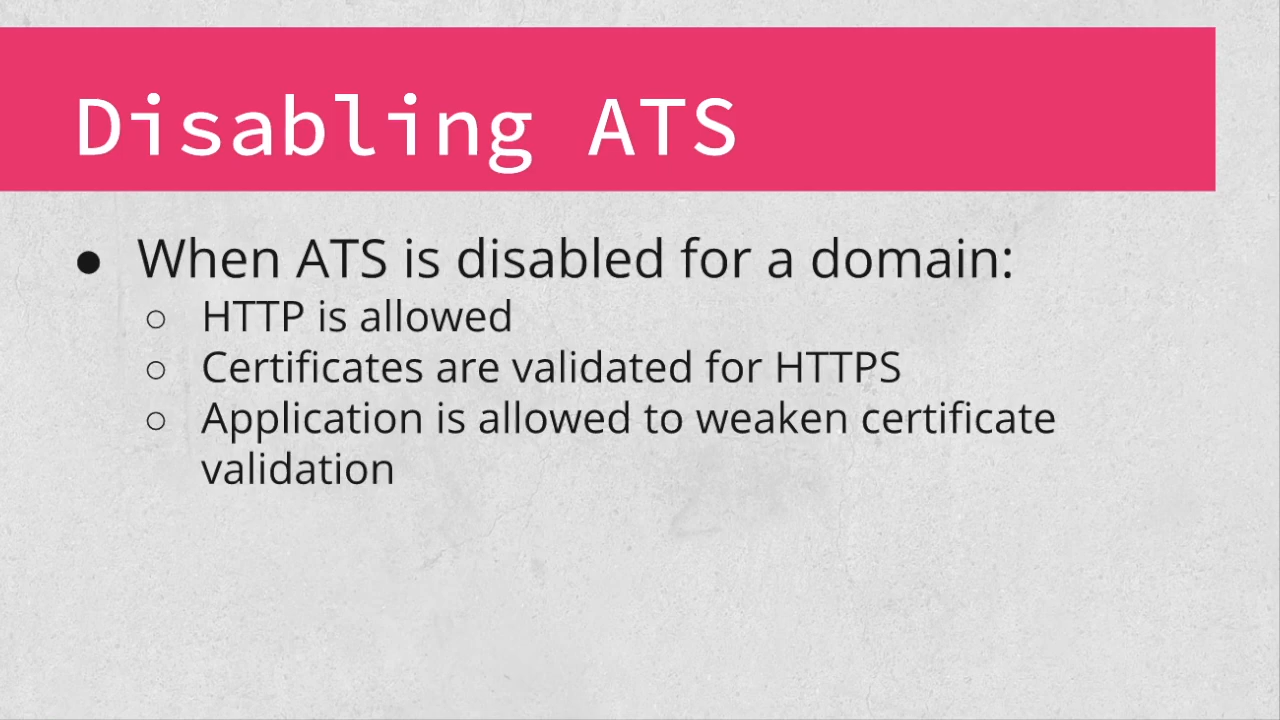 Disabling ATS
● When ATS is disabled for a domain:
○ HTTP is allowed
○ Certificates are validated for HTTPS
○ Application is allowed to weaken certificate
validation